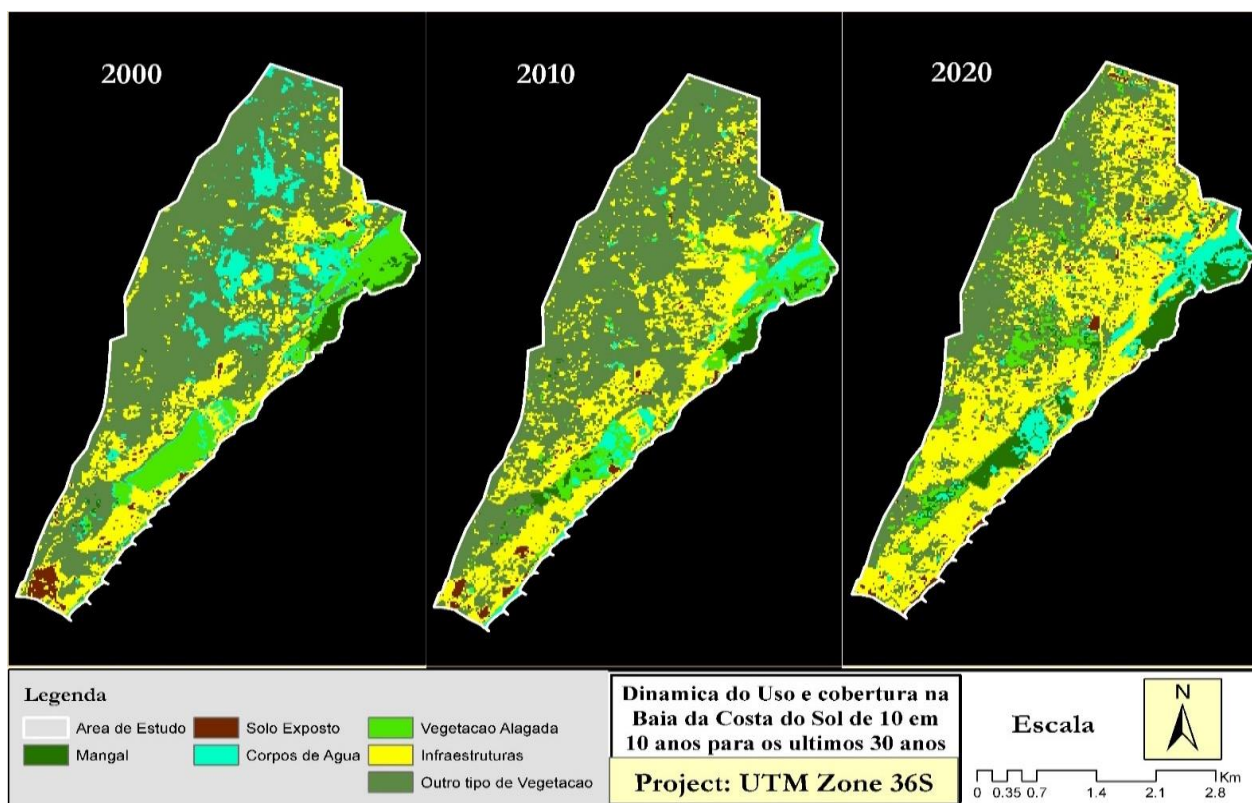 2000
2010
2020
Legenda
Area de Estudo
Solo Exposto
Vegetacao Alagada
Mangal
Corpos de Agua
Infraestruturas
Outro tipo de Vegetacao
Dinamica do Uso e cobertura na
Baia da Costa do Sol de 10 em
10 anos para os ultimos 30 anos
Project: UTM Zone 36S
Escala
N
Km
0 0.35 0.7 1.4 2.1 2.8